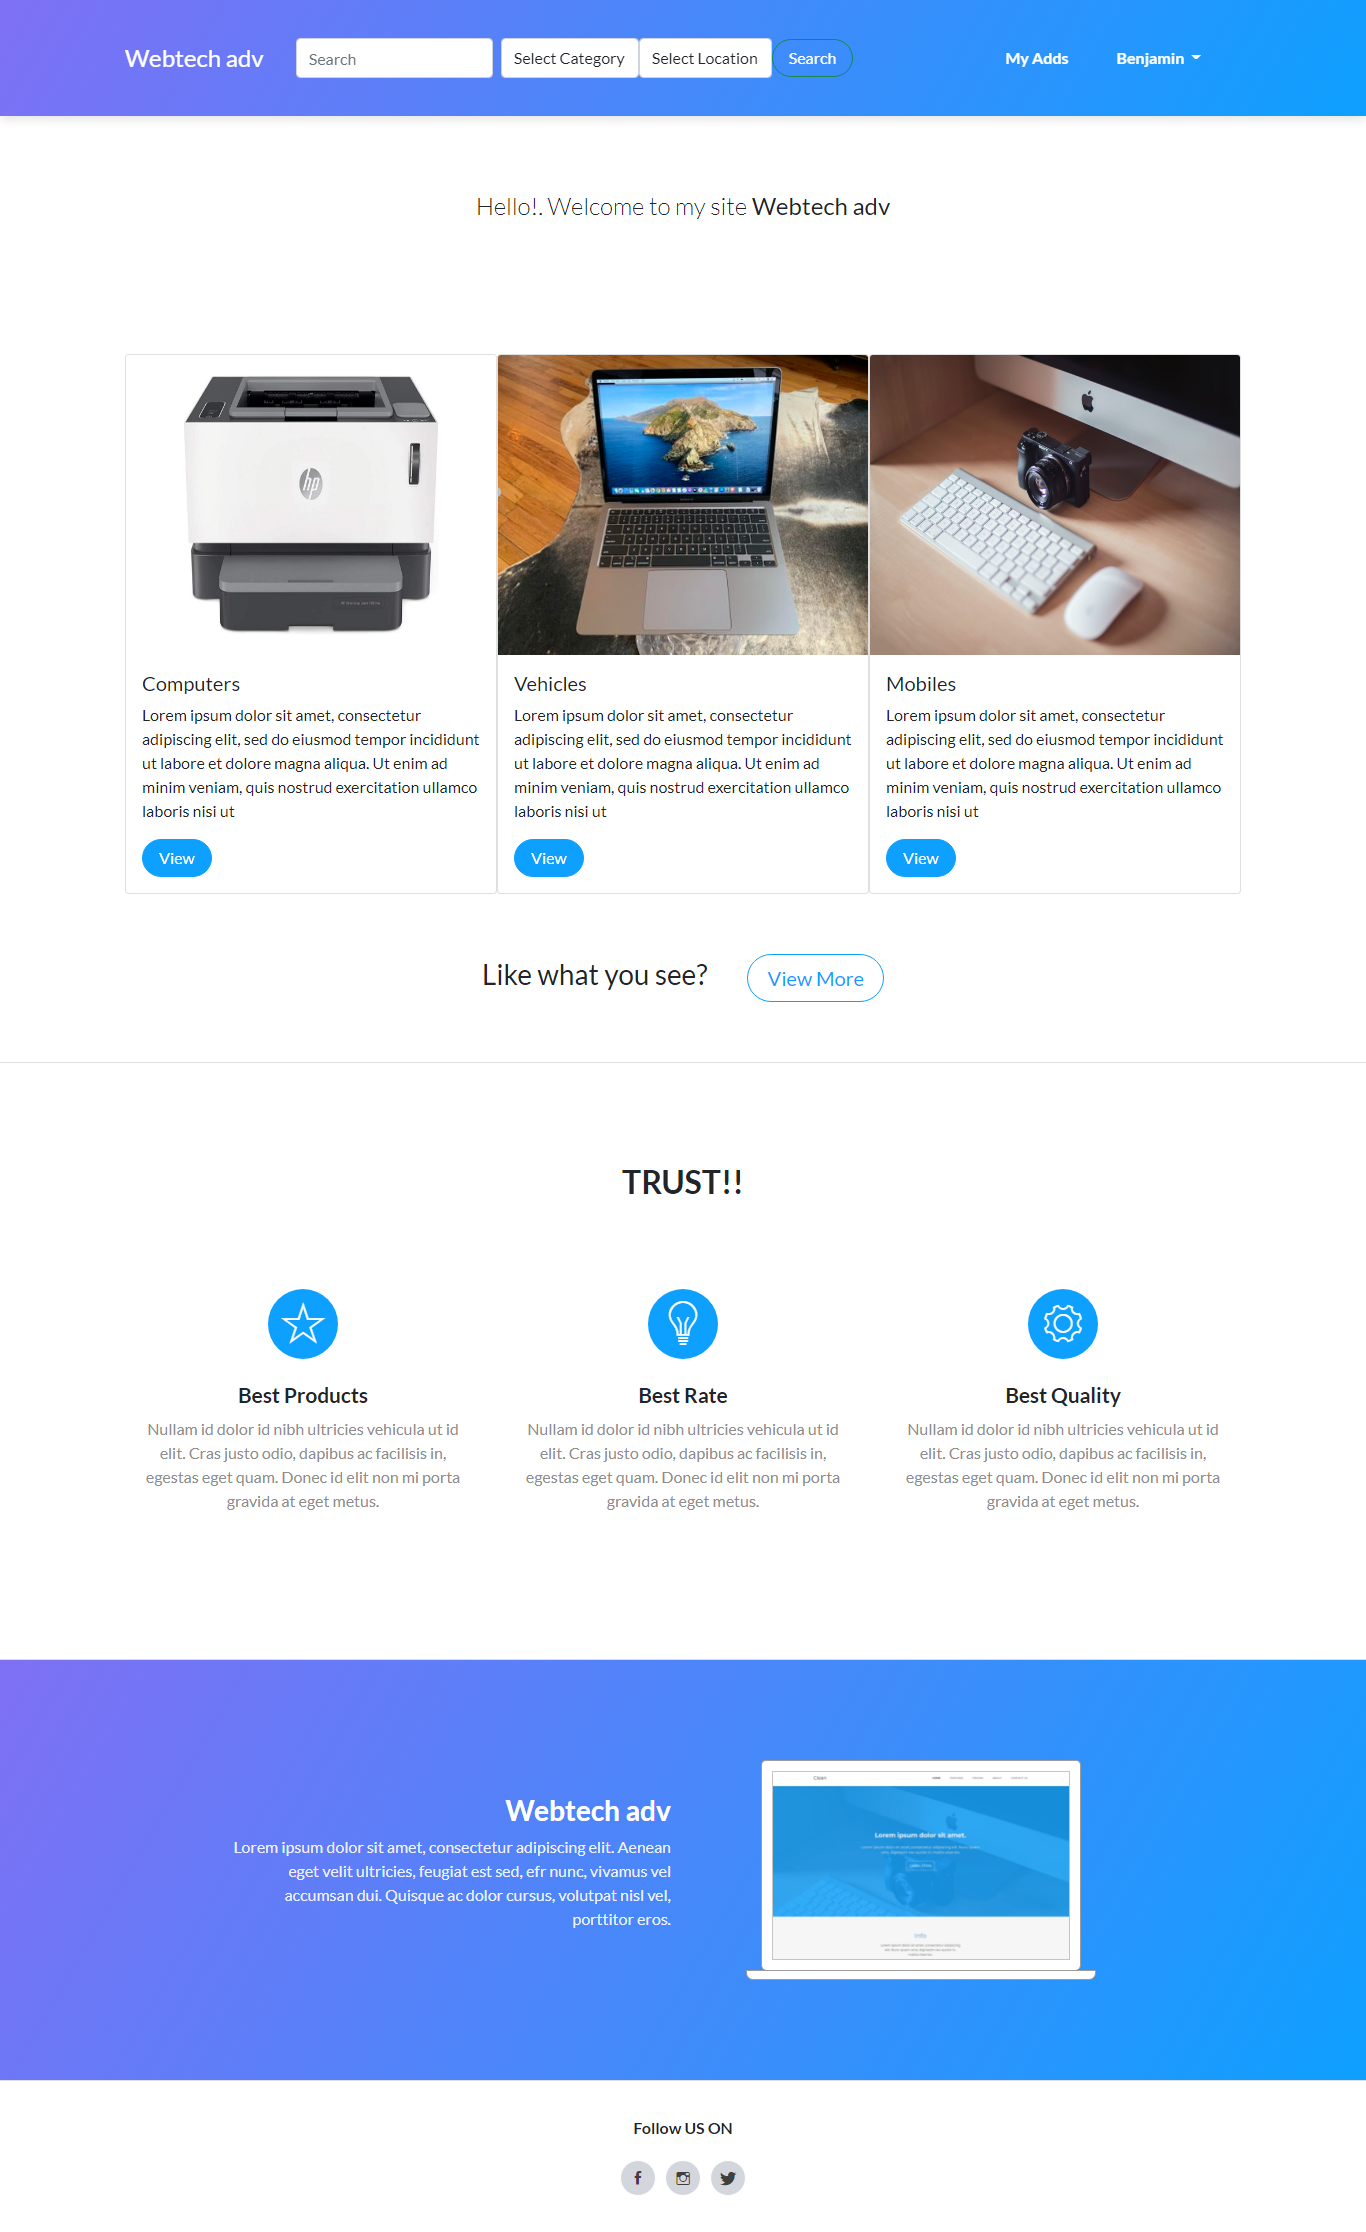 Webtech adv
Search
Select Category
Select Location
Search
My Adds
Benjamin
Hello!. Welcome to my site Webtech adv
hp
Computers
Lorem ipsum dolor sit amet, consectetur
adipiscing elit, sed do eiusmod tempor incididunt
ut labore et dolore magna aliqua. Ut enim ad
minim veniam, quis nostrud exercitation ullamco
laboris nisi ut
View
Vehicles
Lorem ipsum dolor sit amet, consectetur
adipiscing elit, sed do eiusmod tempor incididunt
ut labore et dolore magna aliqua. Ut enim ad
minim veniam, quis nostrud exercitation ullamco
laboris nisi ut
View
Mobiles
Lorem ipsum dolor sit amet, consectetur
adipiscing elit, sed do eiusmod tempor incididunt
ut labore et dolore magna aliqua. Ut enim ad
minim veniam, quis nostrud exercitation ullamco
laboris nisi ut
View
Like what you see?
View More
TRUST!!
Best Products
Nullam id dolor id nibh ultricies vehicula ut id
elit. Cras justo odio, dapibus ac facilisis in,
egestas eget quam. Donec id elit non mi porta
gravida at eget metus.
Best Rate
Nullam id dolor id nibh ultricies vehicula ut id
elit. Cras justo odio, dapibus ac facilisis in,
egestas eget quam. Donec id elit non mi porta
gravida at eget metus.
Best Quality
Nullam id dolor id nibh ultricies vehicula ut id
elit. Cras justo odio, dapibus ac facilisis in,
egestas eget quam. Donec id elit non mi porta
gravida at eget metus.
Webtech adv
Lorem ipsum dolor sit amet, consectetur adipiscing elit. Aenean
eget velit ultricies, feugiat est sed, efr nunc, vivamus vel
accumsan dui. Quisque ac dolor cursus, volutpat nisl vel,
porttitor eros.
Clean
Lorem ipsum dolor sit amet.
Info
Follow US ON